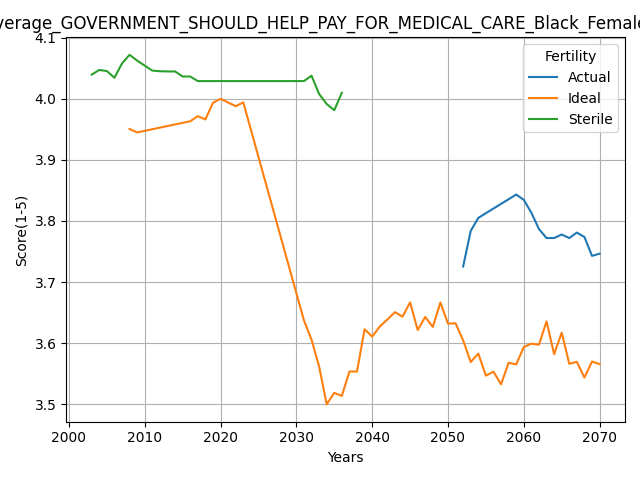 verage_GOVERNMENT_SHOULD_HELP_PAY_FOR_MEDICAL_CARE_Black_Female
Fertility
Actual
Ideal
Sterile
Score(1-5)
4.1
4.0
3.9
3.8
3.7
3.6
3.5
2000 2010 2020 2030 2040 2050 2060 2070
Years